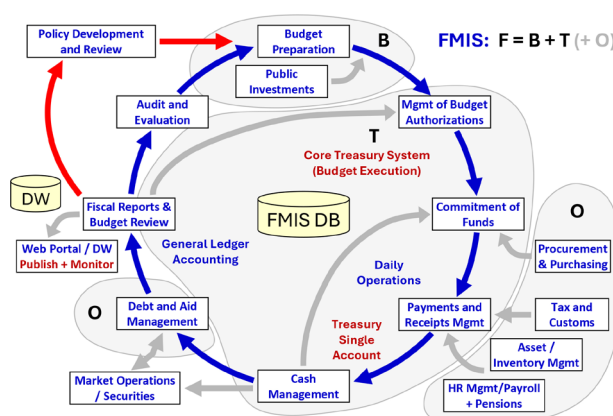 Policy Development
and Review
Budget
Preparation
B
FMIS: F = B + T (+ O)
Public
Investments
Audit and
Evaluation
Mgmt of Budget
Authorizations
T
Core Treasury System
(Budget Execution)
DW
Fiscal Reports &
Budget Review
FMIS DB
Commitment of
Funds
O
Web Portal / DW
Publish + Monitor
General Ledger
Accounting
Procurement
& Purchasing
Daily
Operations
O
Debt and Aid
Management
Treasury
Single
Account
Payments and
Receipts Mgmt
Tax and
Customs
Asset /
Inventory Mgmt
Market Operations
/ Securities
Cash
Management
HR Mgmt/Payroll
+ Pensions